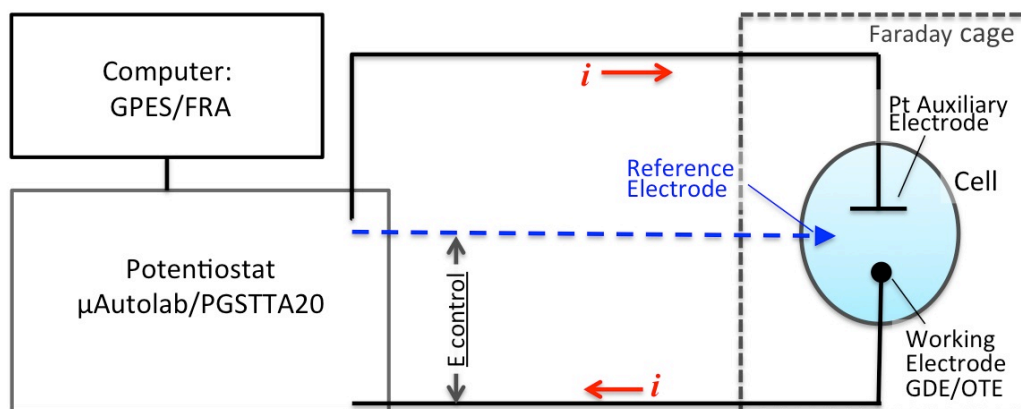 Faraday cage
Computer:
GPES/FRA
i
Pt Auxiliary
Electrode
Reference
Electrode
Cell
Potentiostat
µAutolab/PGSTTA20
E control
Working
Electrode
GDE/OTE
i